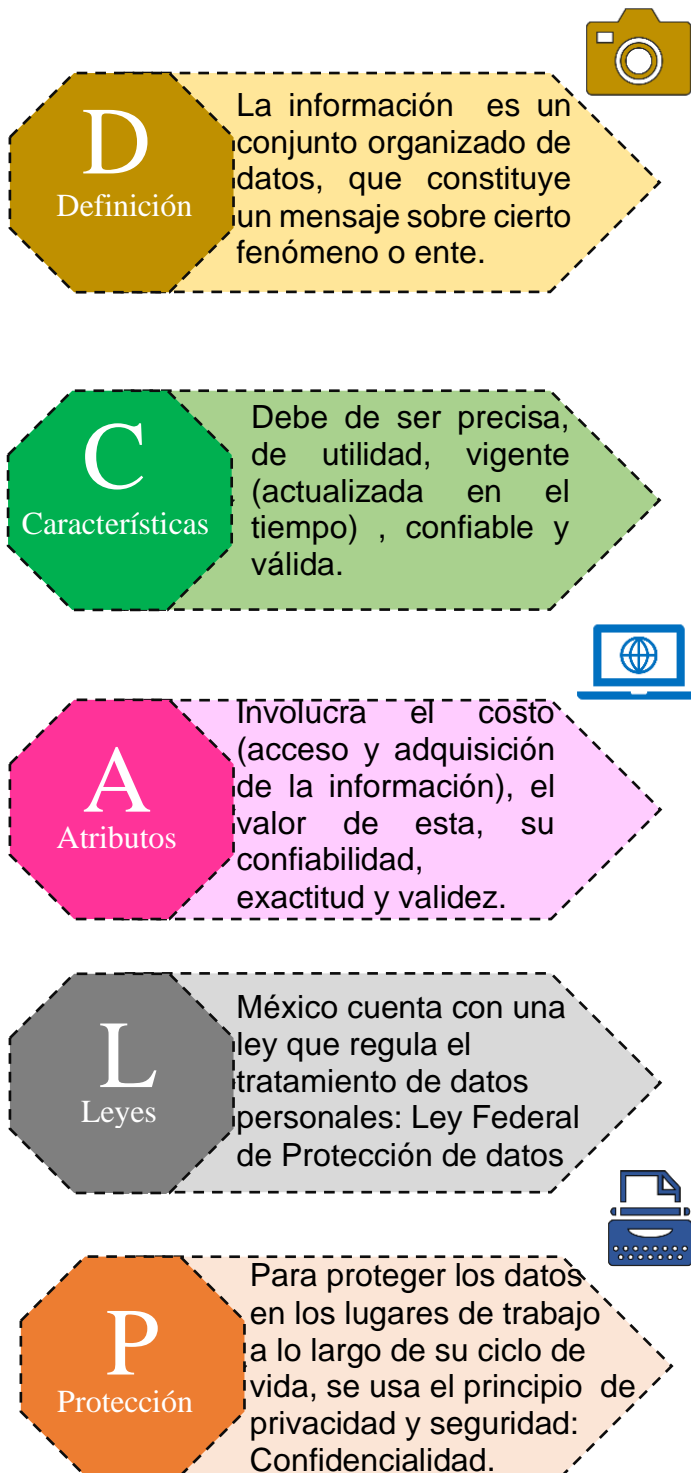 D
Definición
La información es un
conjunto organizado de
datos, que constituye
un mensaje sobre cierto
fenómeno o ente.
C
Característícas
Debe de ser precisa,
de utilidad, vigente
(actualizada en el
tiempo) , confiable y
válida.
A
Atributos
Involucra el costo
(acceso y adquisición
de la información), el
valor de esta, su
confiabilidad,
exactitud y validez.
L
Leyes
México cuenta con una
ley que regula el
tratamiento de datos
personales: Ley Federal
de Protección de datos
P
Protección
Para proteger los datos
en los lugares de trabajo
a lo largo de su ciclo de
vida, se usa el principio de
privacidad y seguridad:
Confidencialidad.